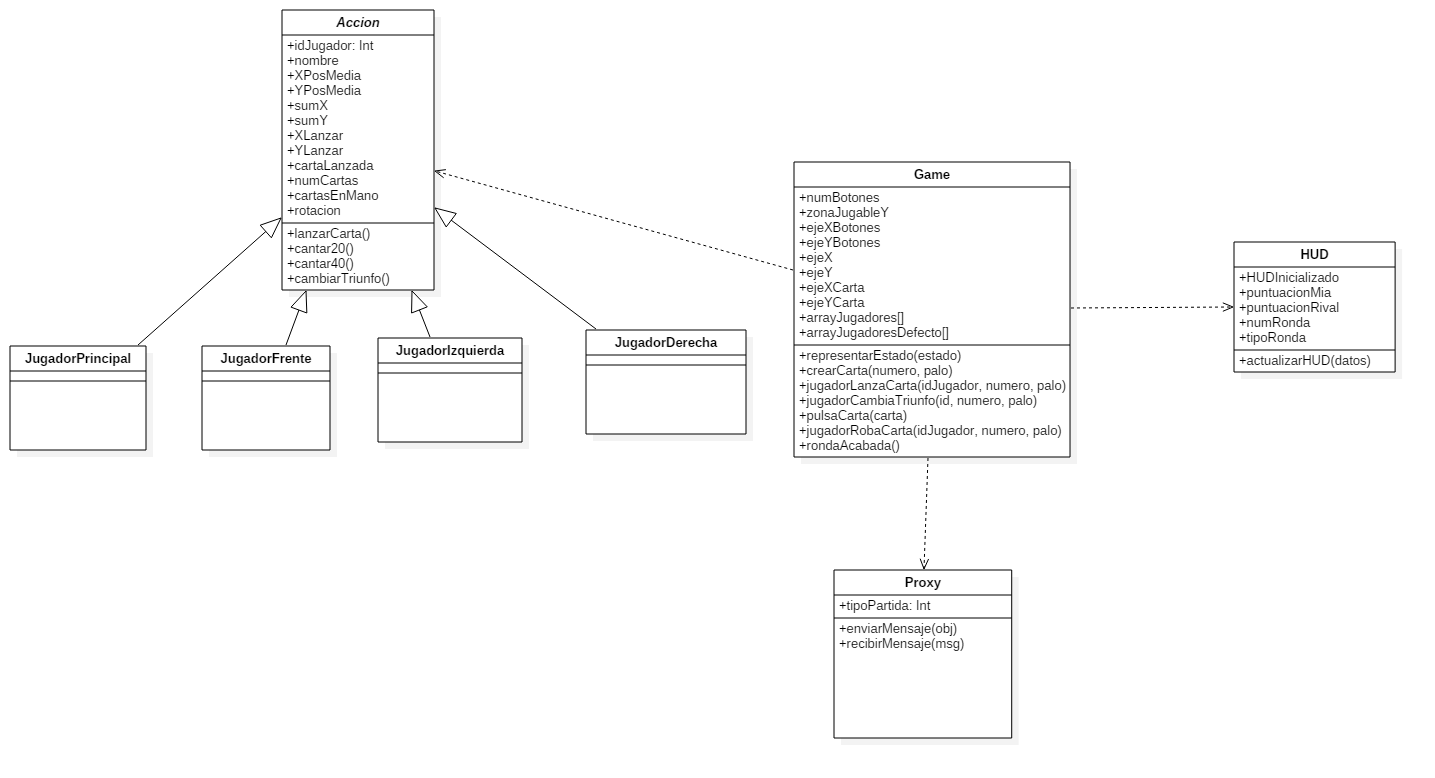 Accion
+idJugador: Int
+nombre
+XPosMedia
+YPosMedia
+sumX
+sumY
+XLanzar
+YLanzar
+cartaLanzada
+numCartas
+cartasEnMano
+rotacion
+lanzarCarta()
+cantar20()
+cantar40()
+cambiarTriunfo()
JugadorPrincipal
JugadorFrente
JugadorIzquierda
JugadorDerecha
Game
+numBotones
+zonaJugableY
+ejeXBotones
+ejeYBotones
+ejeX
+ejeY
+ejeXCarta
+ejeYCarta
+arrayJugadores[]
+arrayJugadoresDefecto[]
+representarEstado(estado)
+crearCarta(numero, palo)
+jugadorLanzaCarta(idJugador, numero, palo)
+jugadorCambiaTriunfo(id, numero, palo)
+pulsaCarta(carta)
+jugadorRobaCarta(idJugador, numero, palo)
+rondaAcabada()
HUD
+HUDInicializado
+puntuacionMia
+puntuacionRival
+numRonda
+tipoRonda
+actualizarHUD(datos)
Proxy
+tipoPartida: Int
+enviarMensaje(obj)
+recibirMensaje(msg)